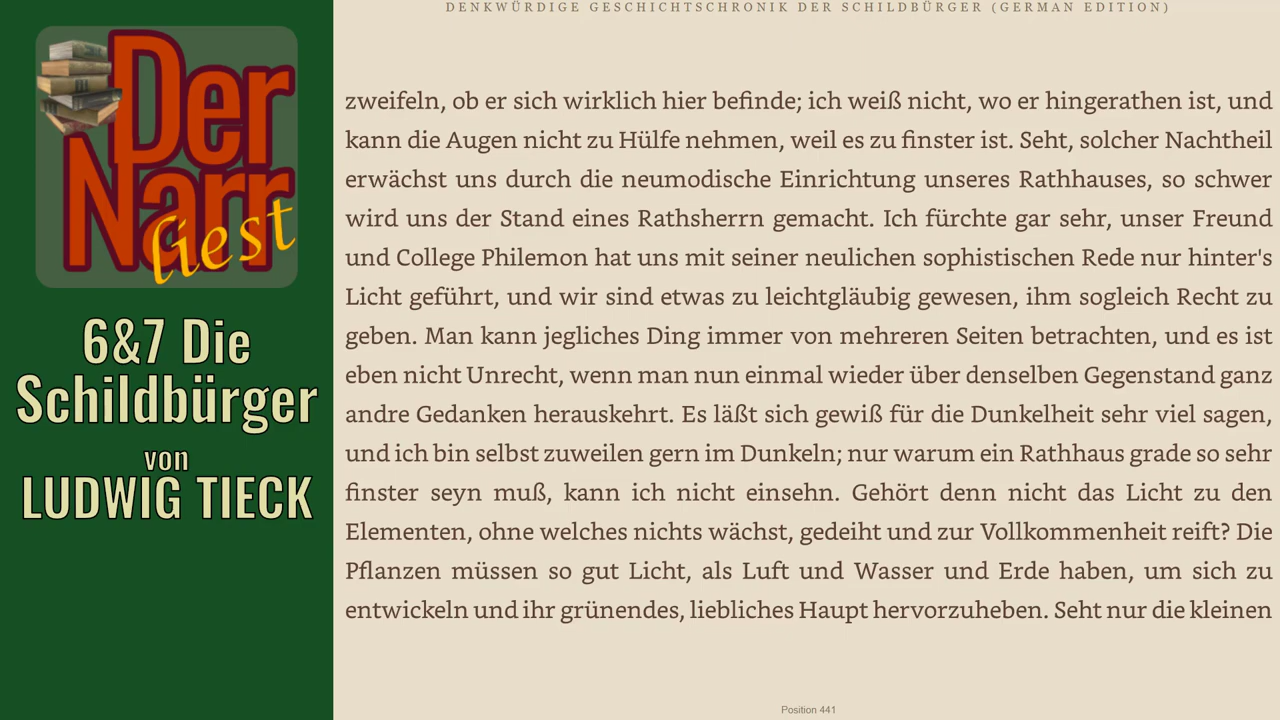 Der
Narr
liest
6&7 Die
Schildbürger
von
LUDWIG TIECK
DENKWÜRDIGE GESCHICHTSCHRONIK DER SCHILDBÜRGER (GERMAN EDITION)
zweifeln, ob er sich wirklich hier befinde; ich weiß nicht, wo er hingerathen ist, und
kann die Augen nicht zu Hülfe nehmen, weil es zu finster ist. Seht, solcher Nachtheil
erwächst uns durch die neumodische Einrichtung unseres Rathhauses, so schwer
wird uns der Stand eines Rathsherrn gemacht. Ich fürchte gar sehr, unser Freund
und College Philemon hat uns mit seiner neulichen sophistischen Rede nur hinter's
Licht geführt, und wir sind etwas zu leichtgläubig gewesen, ihm sogleich Recht zu
geben. Man kann jegliches Ding immer von mehreren Seiten betrachten, und es ist
eben nicht Unrecht, wenn man nun einmal wieder über denselben Gegenstand ganz
andre Gedanken herauskehrt. Es läßt sich gewiß für die Dunkelheit sehr viel sagen,
und ich bin selbst zuweilen gern im Dunkeln; nur warum ein Rathhaus grade so sehr
finster seyn muß, kann ich nicht einsehn. Gehört denn nicht das Licht zu den
Elementen, ohne welches nichts wächst, gedeiht und zur Vollkommenheit reift? Die
Pflanzen müssen so gut Licht, als Luft und Wasser und Erde haben, um sich zu
entwickeln und ihr grünendes, liebliches Haupt hervorzuheben. Seht nur die kleinen
Position 441